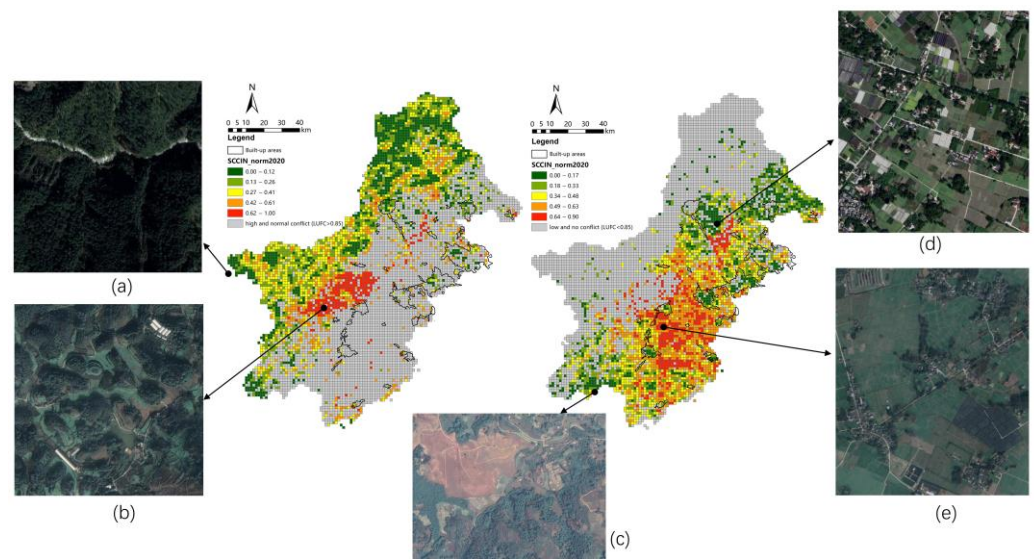 N
0 5 10 20 30 40
km
Legend
Built-up areas
SCCIN_norm2020
0.00 – 0.12
0.13 – 0.26
0.27 – 0.41
0.42 – 0.61
0.62 – 1.00
high and normal conflict (LUFC>0.85)
N
0 5 10 20 30 40
km
Legend
Built-up areas
SCCIN_norm2020
0.00 – 0.17
0.18 – 0.33
0.34 – 0.48
0.49 – 0.63
0.64 – 0.90
low and no conflict (LUFC<0.85)
(a)
(b)
(c)
(d)
(e)